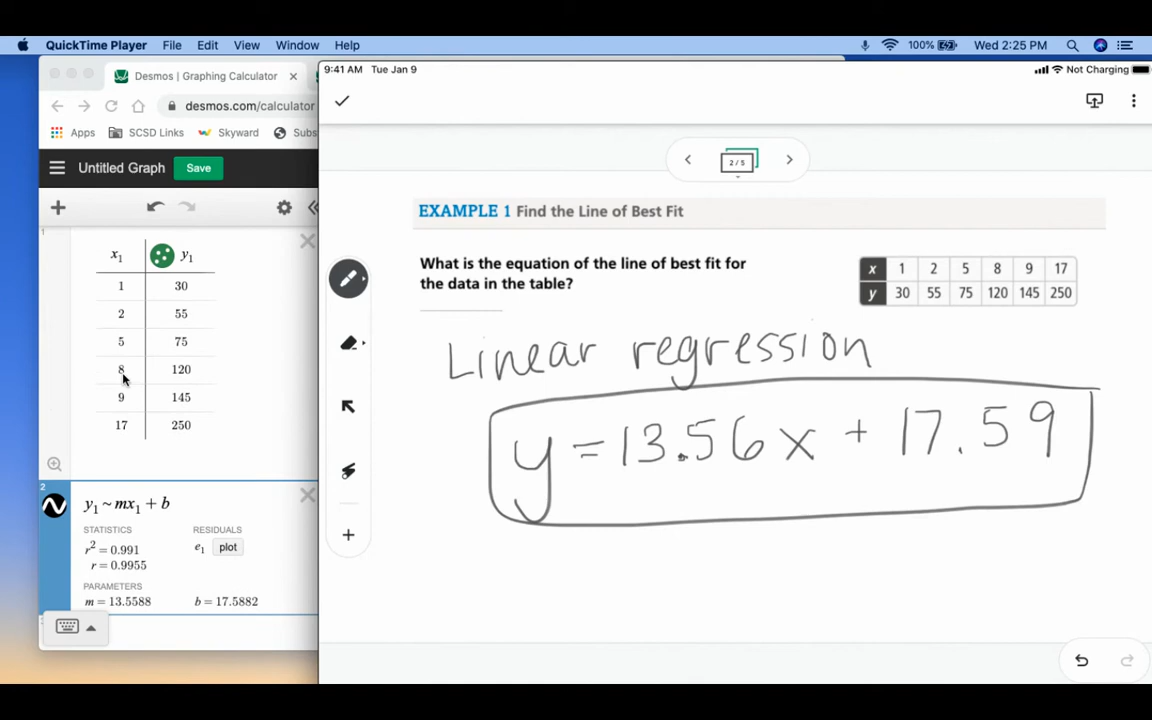 QuickTime Player File Edit View Window Help 100% Wed 2:25 PM
Desmos | Graphing Calculator
desmos.com/calculator
Apps SCSD Links Skyward Subs
Untitled Graph Save
1
x1 y1
1 30
2 55
5 75
8 120
9 145
17 250
2
y1 ~ mx1 + b
STATISTICS RESIDUALS
r² = 0.991 e1 plot
r = 0.9955
PARAMETERS
m = 13.5588 b = 17.5882
9:41 AM Tue Jan 9 Not Charging
2 / 5
EXAMPLE 1 Find the Line of Best Fit
What is the equation of the line of best fit for
the data in the table?
x 1 2 5 8 9 17
y 30 55 75 120 145 250
Linear regression
y = 13.56x + 17.59